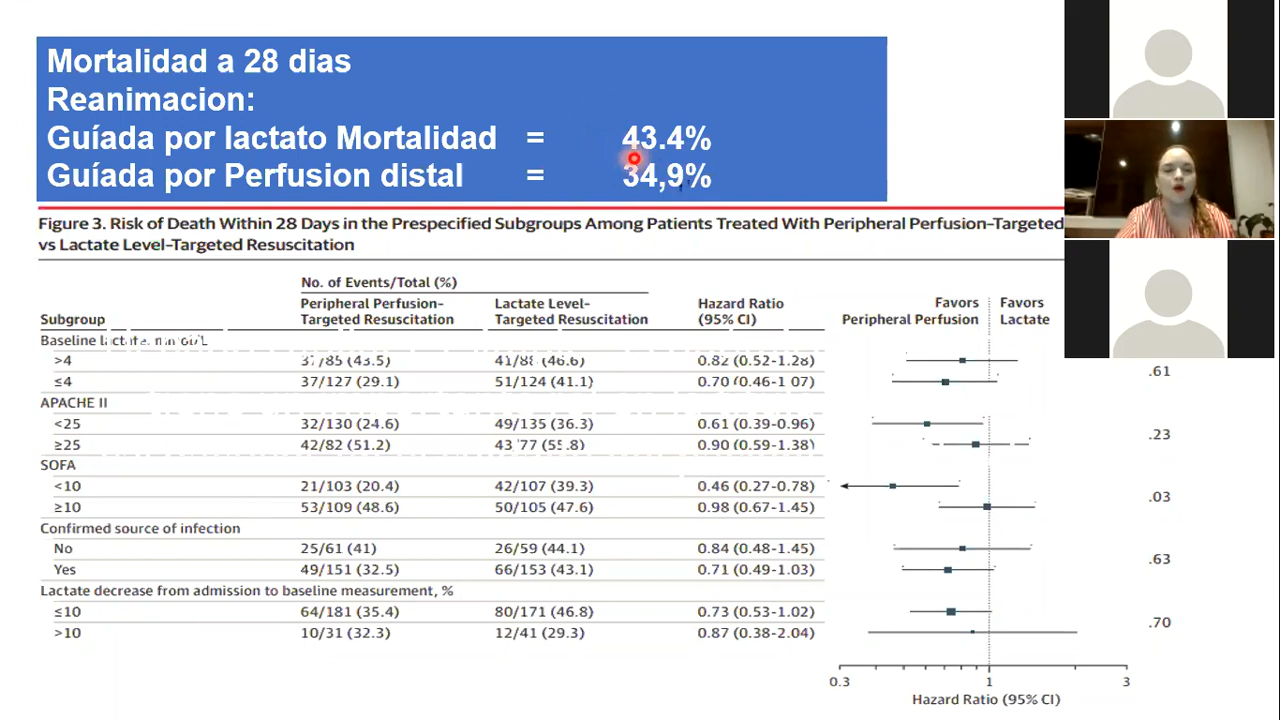 Mortalidad a 28 dias
Reanimacion:
Guíada por lactato Mortalidad = 43.4%
Guíada por Perfusion distal = 34,9%
Figure 3. Risk of Death Within 28 Days in the Prespecified Subgroups Among Patients Treated With Peripheral Perfusion–Targeted
vs Lactate Level–Targeted Resuscitation
No. of Events/Total (%)
Peripheral Perfusion– Lactate Level– Hazard Ratio Favors Favors
Subgroup Targeted Resuscitation Targeted Resuscitation (95% CI) Peripheral Perfusion Lactate
Baseline lactate, mmol/L
>4 37/85 (43.5) 41/88 (46.6) 0.82 (0.52-1.28)
≤4 37/127 (29.1) 51/124 (41.1) 0.70 (0.46-1.07) .61
APACHE II
<25 32/130 (24.6) 49/135 (36.3) 0.61 (0.39-0.96)
≥25 42/82 (51.2) 43/77 (55.8) 0.90 (0.59-1.38) .23
SOFA
<10 21/103 (20.4) 42/107 (39.3) 0.46 (0.27-0.78)
≥10 53/109 (48.6) 50/105 (47.6) 0.98 (0.67-1.45) .03
Confirmed source of infection
No 25/61 (41) 26/59 (44.1) 0.84 (0.48-1.45)
Yes 49/151 (32.5) 66/153 (43.1) 0.71 (0.49-1.03) .63
Lactate decrease from admission to baseline measurement, %
≤10 64/181 (35.4) 80/171 (46.8) 0.73 (0.53-1.02)
>10 10/31 (32.3) 12/41 (29.3) 0.87 (0.38-2.04) .70
0.3 1 3
Hazard Ratio (95% CI)